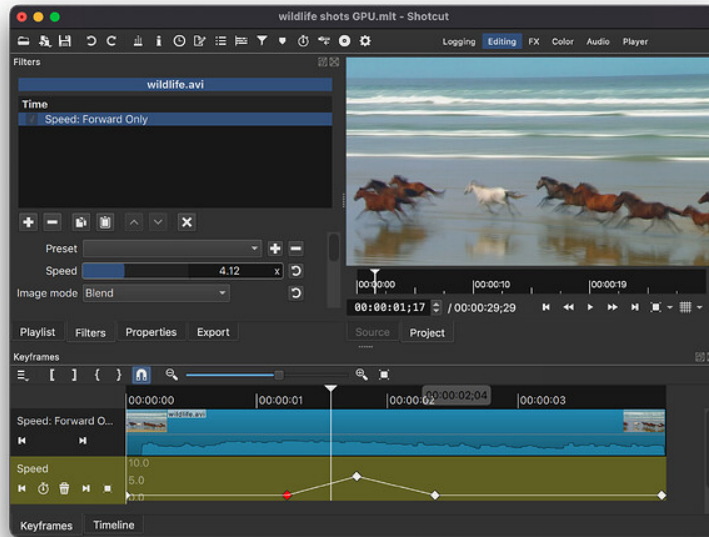 wildlife shots GPU.mlt - Shotcut
Logging Editing FX Color Audio Player
Filters
wildlife.avi
Time
Speed: Forward Only
Preset
Speed 4.12 x
Image mode Blend
00:00:00 00:00:10 00:00:19
00:00:01;17 / 00:00:29;29
Playlist Filters Properties Export
Source Project
Keyframes
00:00:00 00:00:01 00:00:02 00:00:02;04 00:00:03
wildlife.avi
Speed: Forward O...
Speed
10.0
5.0
0.0
Keyframes Timeline